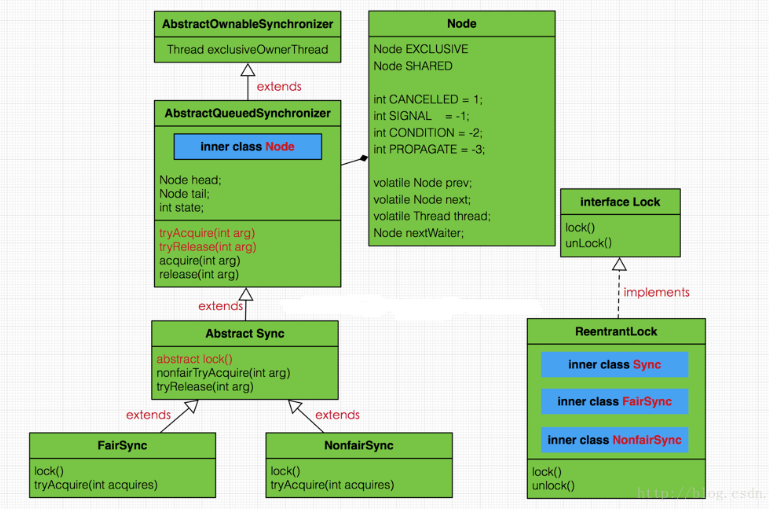 AbstractOwnableSynchronizer
Thread exclusiveOwnerThread
extends
AbstractQueuedSynchronizer
inner class Node
Node head;
Node tail;
int state;
tryAcquire(int arg)
tryRelease(int arg)
acquire(int arg)
release(int arg)
Node
Node EXCLUSIVE
Node SHARED
int CANCELLED = 1;
int SIGNAL = -1;
int CONDITION = -2;
int PROPAGATE = -3;
volatile Node prev;
volatile Node next;
volatile Thread thread;
Node nextWaiter;
extends
Abstract Sync
abstract lock()
nonfairTryAcquire(int arg)
tryRelease(int arg)
extends
extends
FairSync
lock()
tryAcquire(int acquires)
NonfairSync
lock()
tryAcquire(int acquires)
interface Lock
lock()
unLock()
implements
ReentrantLock
inner class Sync
inner class FairSync
inner class NonfairSync
lock()
unlock()
http://blog.csdn.